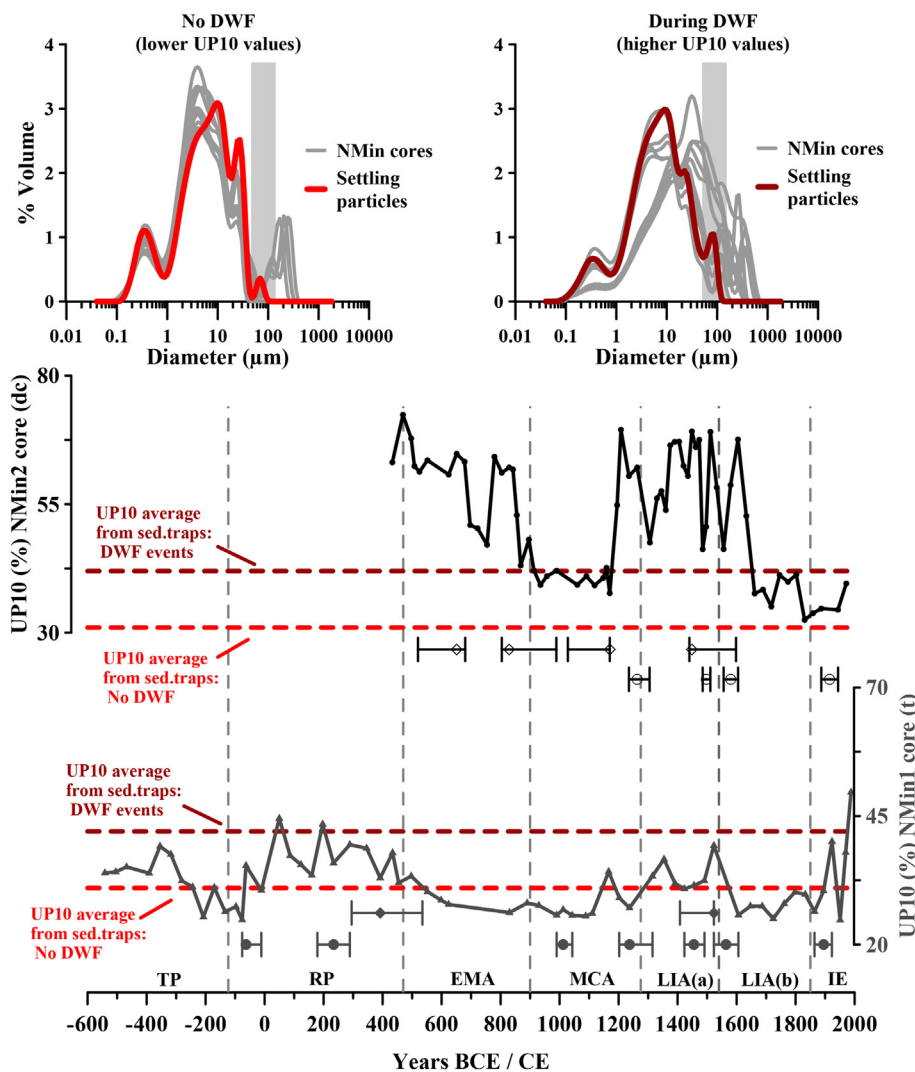 No DWF
(lower UP10 values)
During DWF
(higher UP10 values)
% Volume
4
3
2
1
0
NMin cores
Settling
particles
0.01 0.1 1 10 100 1000 10000
Diameter (µm)
4
3
2
1
0
NMin cores
Settling
particles
0.01 0.1 1 10 100 1000 10000
Diameter (µm)
UP10 (%) NMin2 core (dc)
80
55
30
UP10 average
from sed.traps:
DWF events
UP10 average
from sed.traps:
No DWF
UP10 (%) NMin1 core (t)
70
45
20
UP10 average
from sed.traps:
DWF events
UP10 average
from sed.traps:
No DWF
TP RP EMA MCA LIA(a) LIA(b) IE
-600 -400 -200 0 200 400 600 800 1000 1200 1400 1600 1800 2000
Years BCE / CE